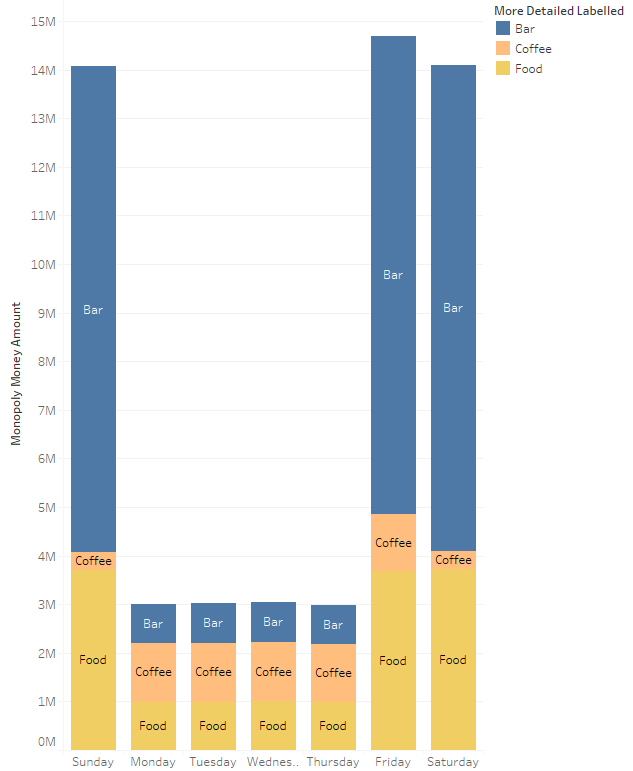 More Detailed Labelled
Bar
Coffee
Food
Monopoly Money Amount
15M
14M
13M
12M
11M
10M
9M
8M
7M
6M
5M
4M
3M
2M
1M
0M
Bar
Coffee
Food
Bar
Coffee
Food
Bar
Coffee
Food
Bar
Coffee
Food
Bar
Coffee
Food
Bar
Coffee
Food
Bar
Coffee
Food
Sunday Monday Tuesday Wednes.. Thursday Friday Saturday